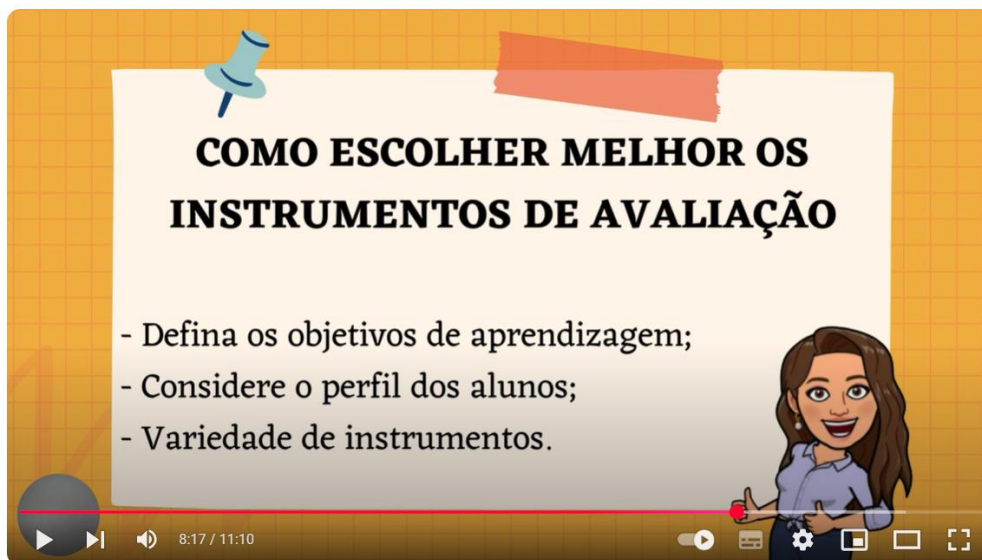 COMO ESCOLHER MELHOR OS
INSTRUMENTOS DE AVALIAÇÃO
- Defina os objetivos de aprendizagem;
- Considere o perfil dos alunos;
- Variedade de instrumentos.
8:17 / 11:10